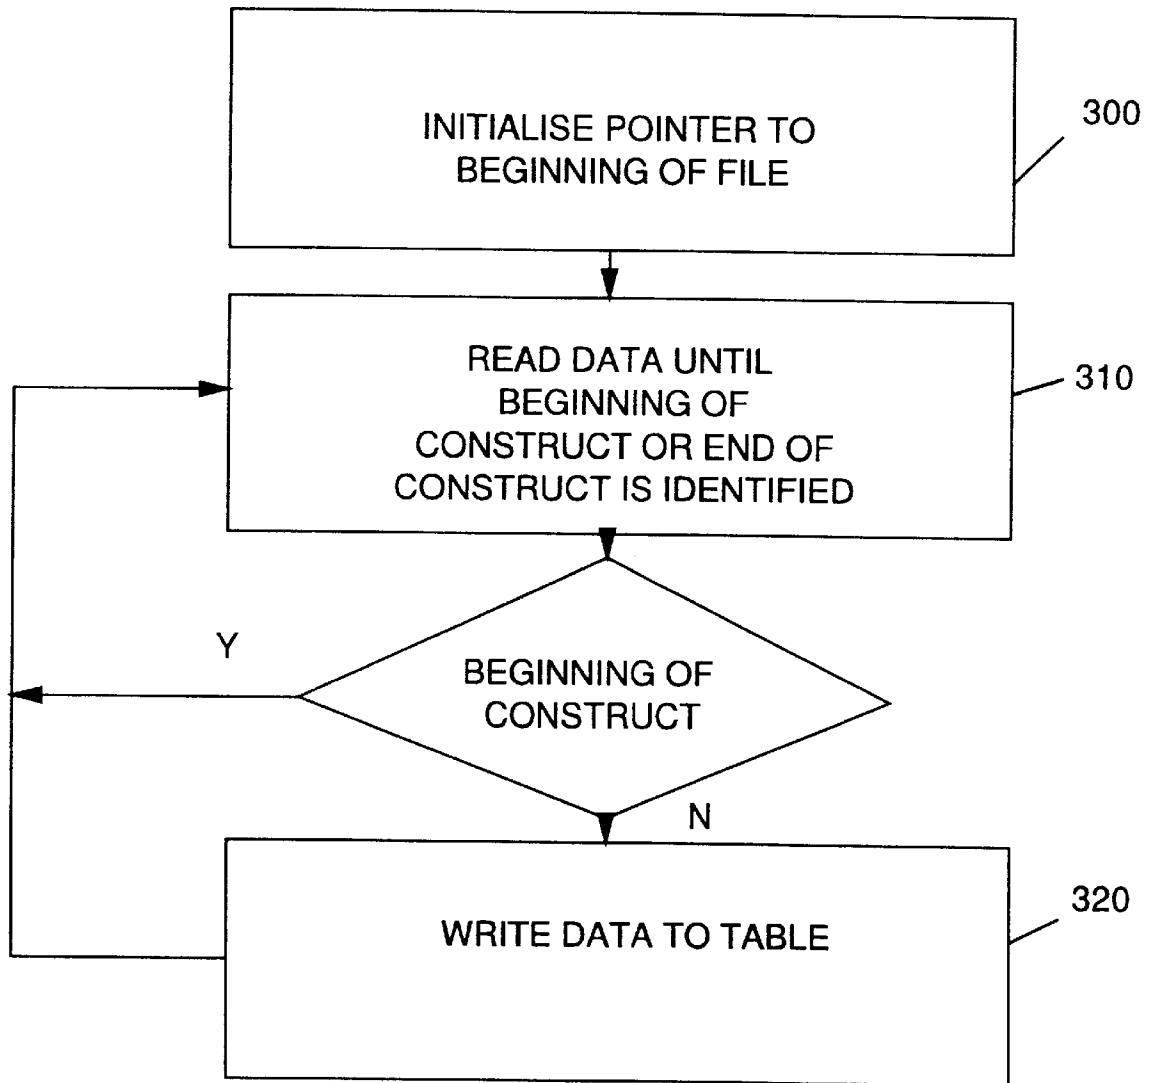 INITIALISE POINTER TO
BEGINNING OF FILE
300
READ DATA UNTIL
BEGINNING OF
CONSTRUCT OR END OF
CONSTRUCT IS IDENTIFIED
310
Y
BEGINNING OF
CONSTRUCT
N
WRITE DATA TO TABLE
320